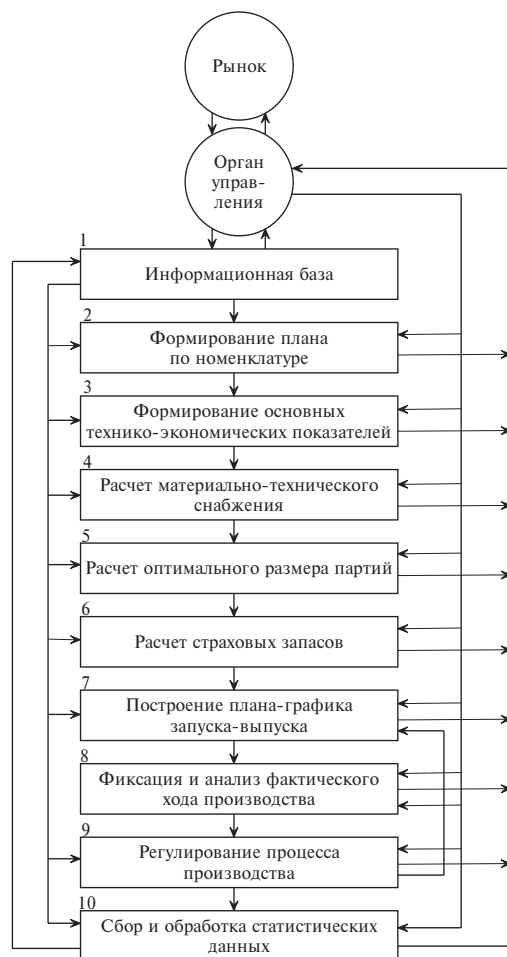 Рынок
Орган
управ-
ления
1
Информационная база
2
Формирование плана
по номенклатуре
3
Формирование основных
технико-экономических показателей
4
Расчет материально-технического
снабжения
5
Расчет оптимального размера партий
6
Расчет страховых запасов
7
Построение плана-графика
запуска-выпуска
8
Фиксация и анализ фактического
хода производства
9
Регулирование процесса
производства
10
Сбор и обработка статистических
данных